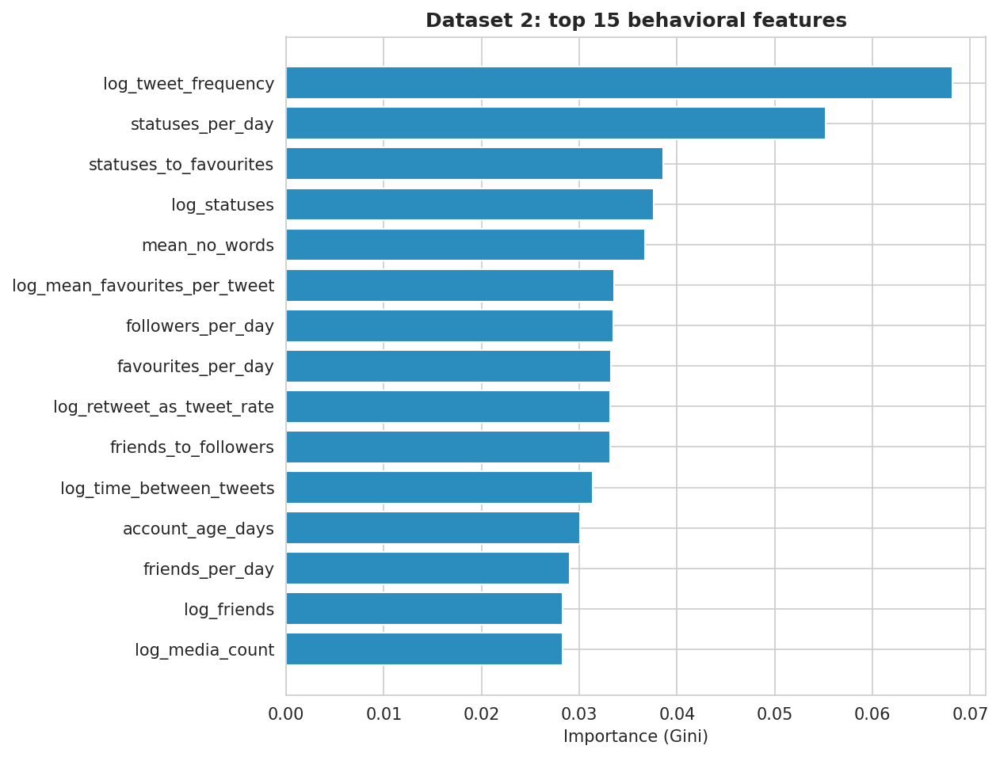 Dataset 2: top 15 behavioral features
log_tweet_frequency
statuses_per_day
statuses_to_favourites
log_statuses
mean_no_words
log_mean_favourites_per_tweet
followers_per_day
favourites_per_day
log_retweet_as_tweet_rate
friends_to_followers
log_time_between_tweets
account_age_days
friends_per_day
log_friends
log_media_count
0.00 0.01 0.02 0.03 0.04 0.05 0.06 0.07
Importance (Gini)